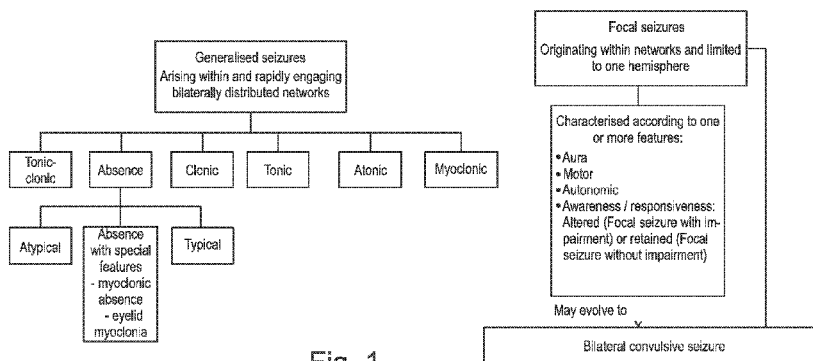 Generalised seizures
Arising within and rapidly engaging
bilaterally distributed networks
Tonic-
clonic
Absence
Clonic
Tonic
Atonic
Myoclonic
Atypical
Absence
with special
features
- myoclonic
absence
- eyelid
myoclonia
Typical
Focal seizures
Originating within networks and limited
to one hemisphere
Characterised according to one
or more features:
•Aura
•Motor
•Autonomic
•Awareness / responsiveness:
Altered (Focal seizure with im-
pairment) or retained (Focal
seizure without impairment)
May evolve to
Bilateral convulsive seizure
Fig. 1